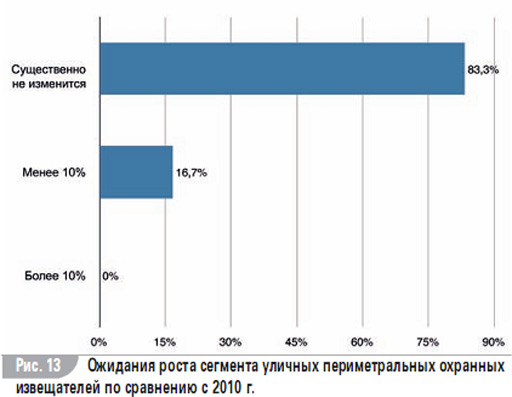 Существенно
не изменится
83,3%
Менее 10%
16,7%
Более 10%
0%
0% 15% 30% 45% 60% 75% 90%
Рис. 13 Ожидания роста сегмента уличных периметральных охранных
извещателей по сравнению с 2010 г.